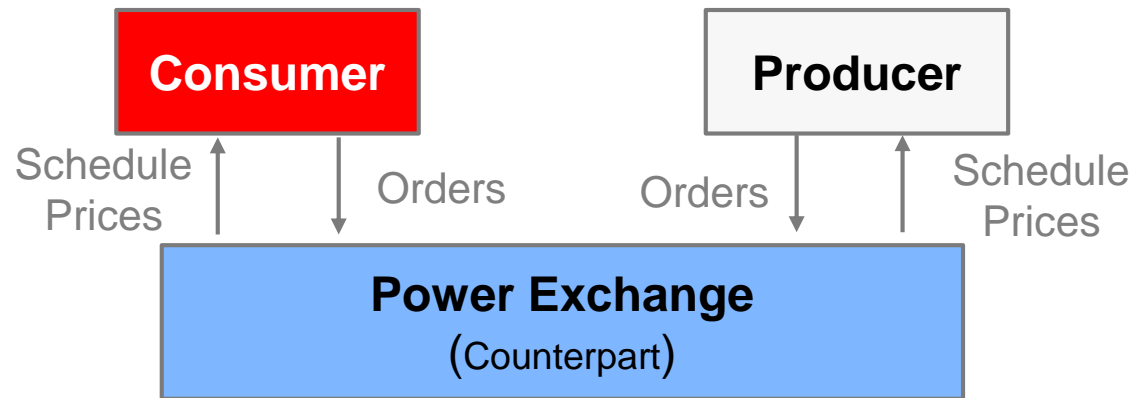 Consumer
Producer
Schedule
Prices
Orders
Orders
Schedule
Prices
Power Exchange
(Counterpart)